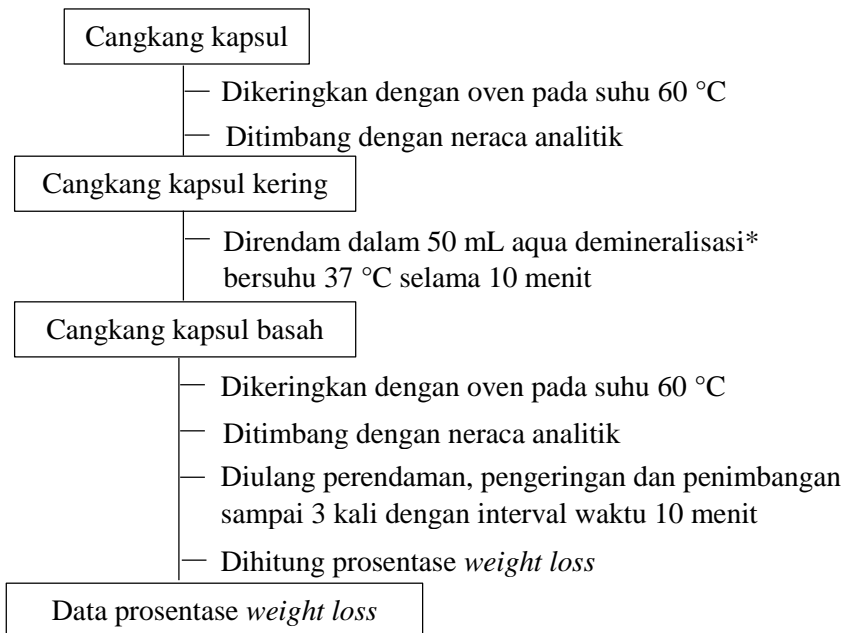 Cangkang kapsul
Dikeringkan dengan oven pada suhu 60 °C
Ditimbang dengan neraca analitik
Cangkang kapsul kering
Direndam dalam 50 mL aqua demineralisasi*
bersuhu 37 °C selama 10 menit
Cangkang kapsul basah
Dikeringkan dengan oven pada suhu 60 °C
Ditimbang dengan neraca analitik
Diulang perendaman, pengeringan dan penimbangan
sampai 3 kali dengan interval waktu 10 menit
Dihitung prosentase weight loss
Data prosentase weight loss